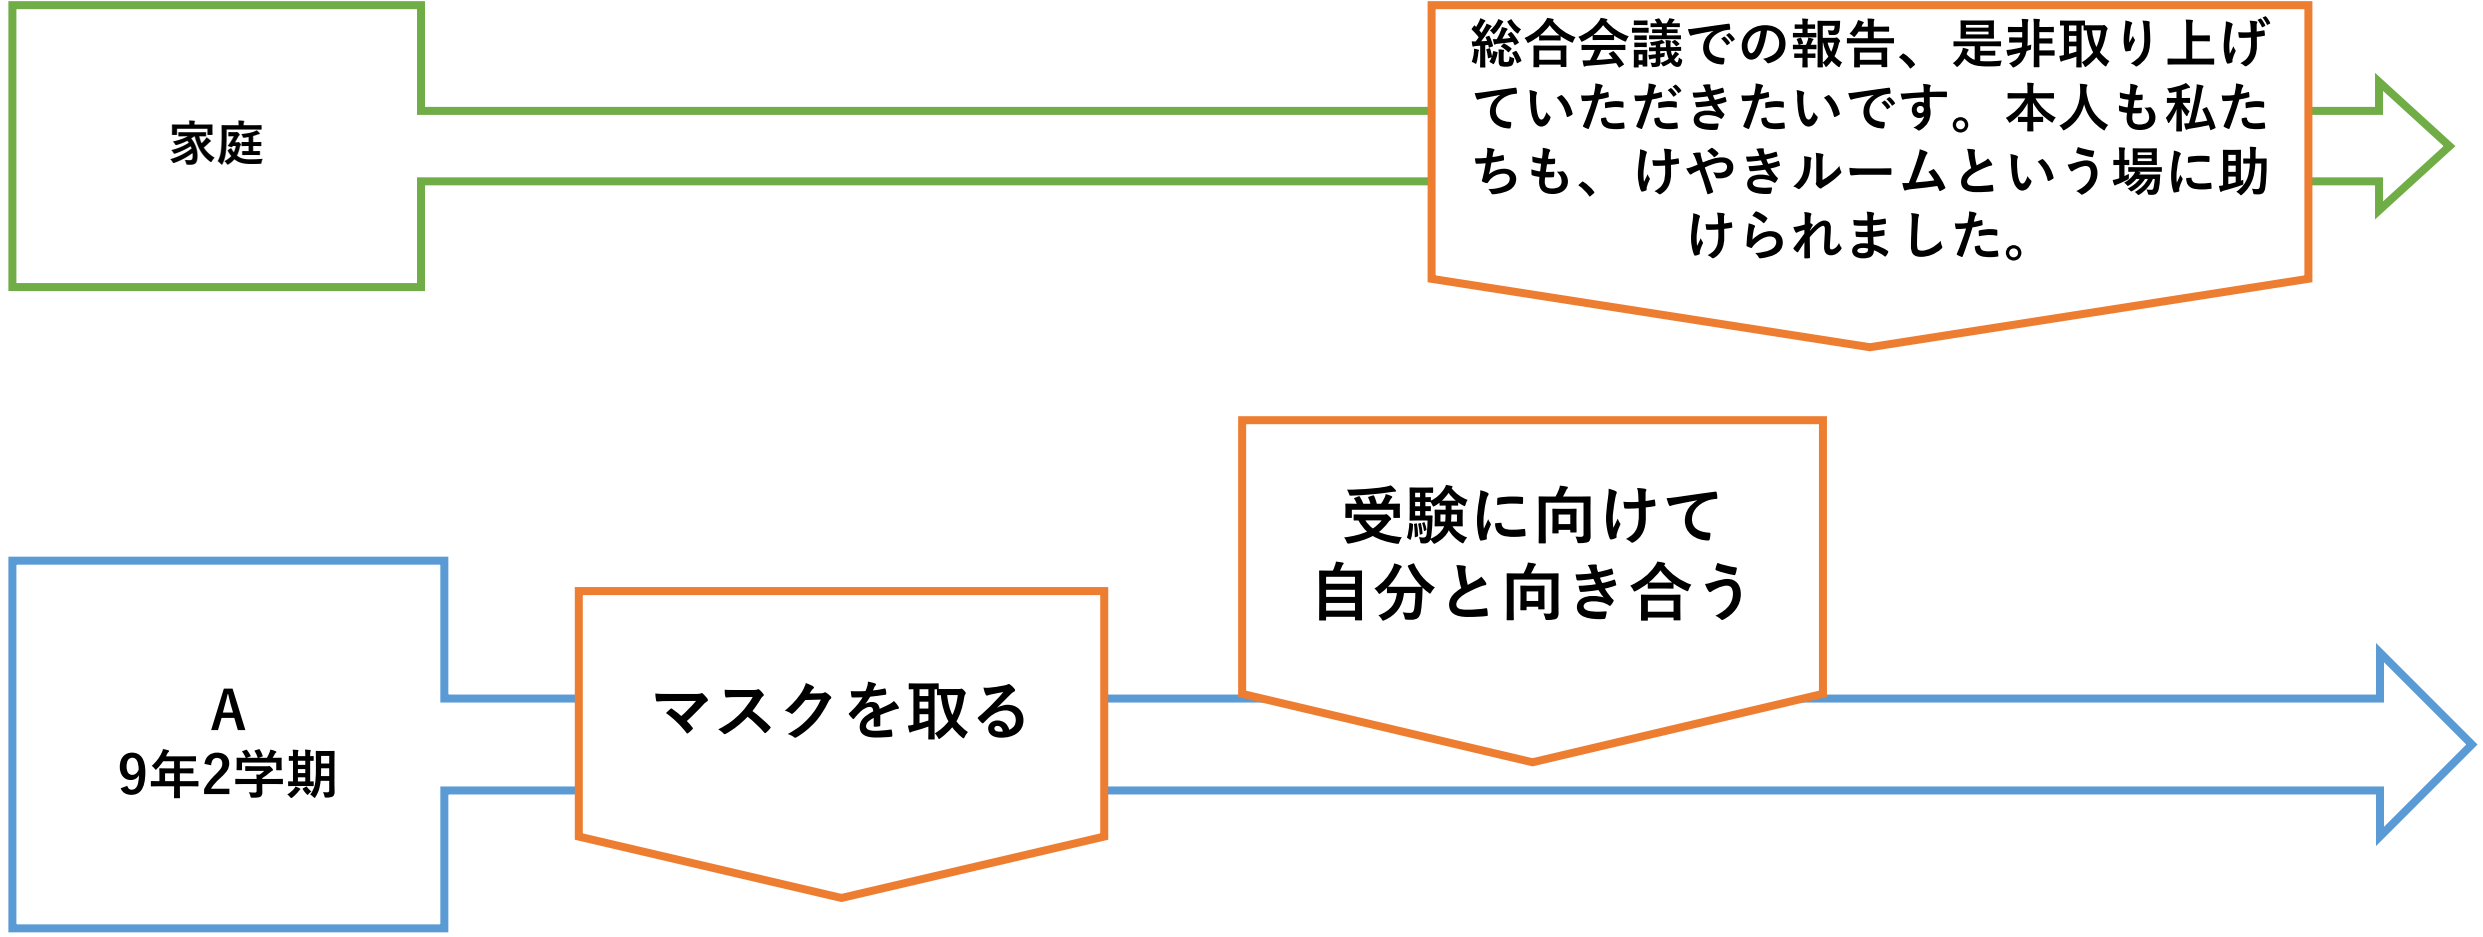 家庭
総合会議での報告、是非取り上げ
ていただきたいです。本人も私た
ちも、けやきルームという場に助
けられました。
A
9年2学期
マスクを取る
受験に向けて
自分と向き合う